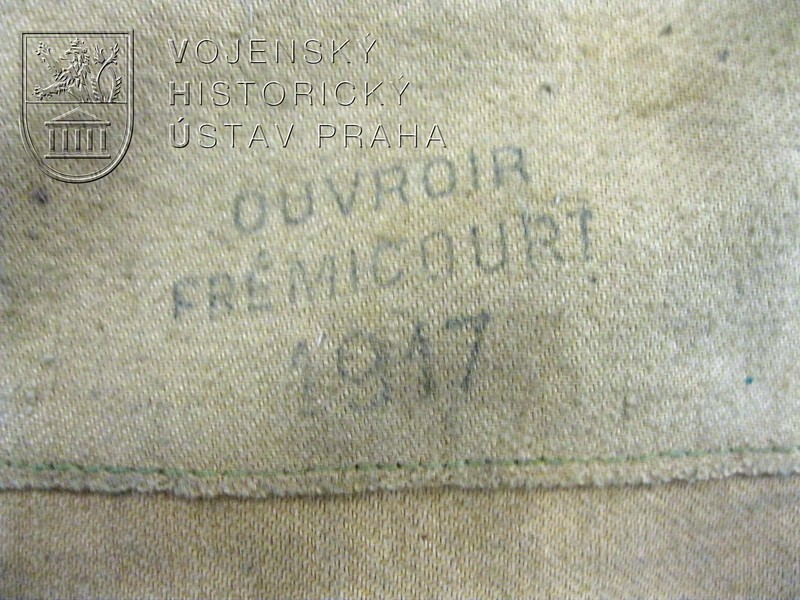 VOJENSKÝ
HISTORICKÝ
ÚSTAV PRAHA
OUVROIR
FRÉMICOURT
1917